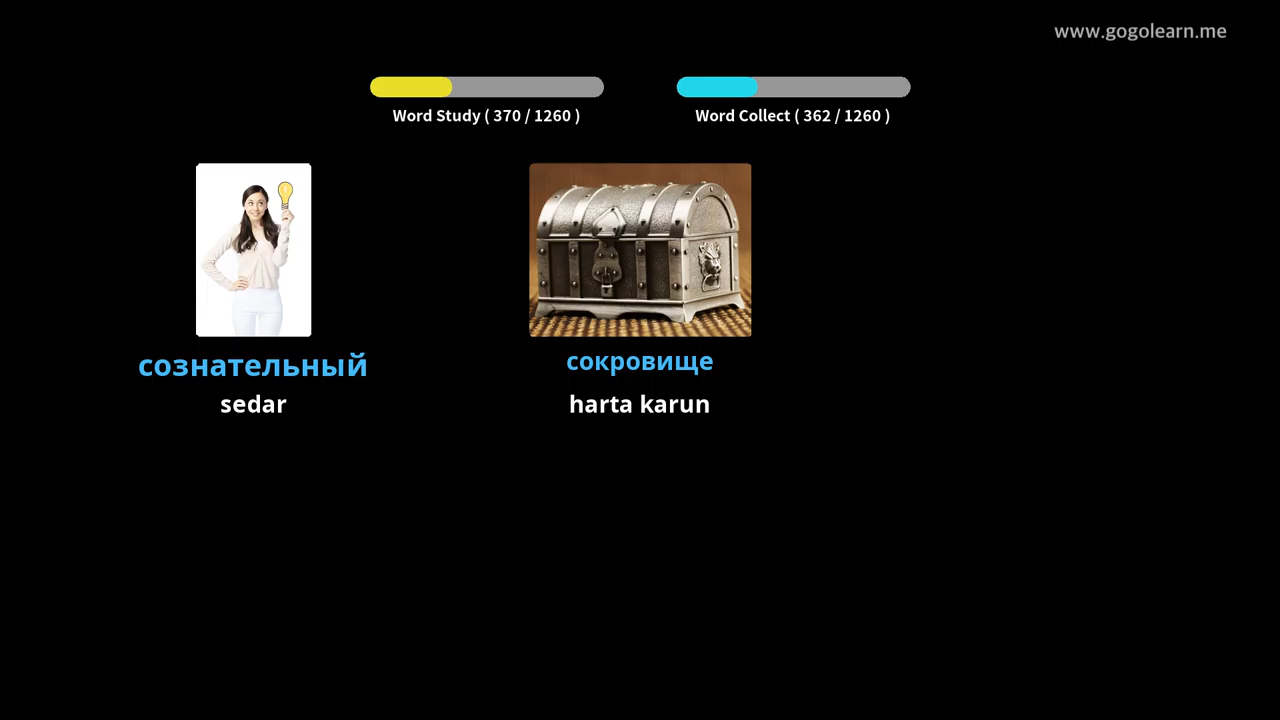 www.gogolearn.me
Word Study ( 370 / 1260 )
Word Collect ( 362 / 1260 )
сознательный
sedar
сокровище
harta karun